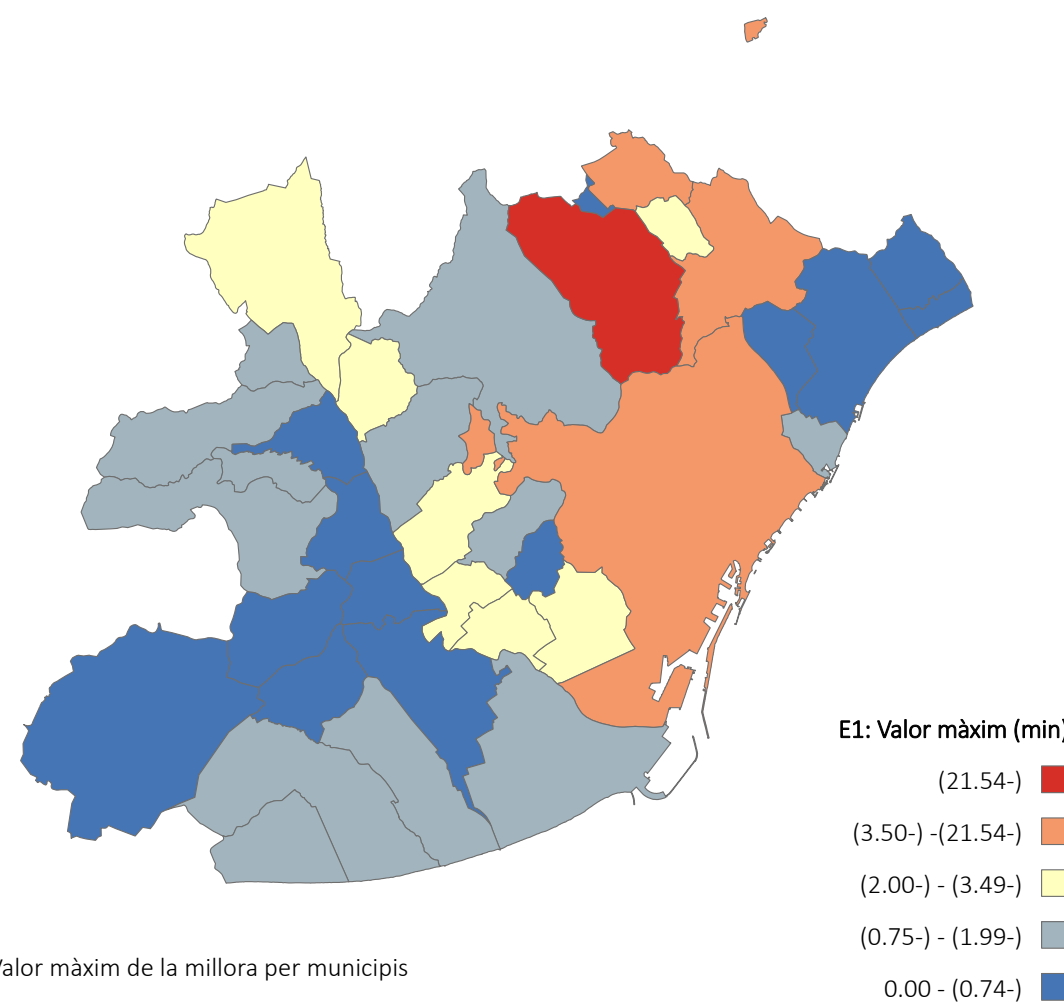 E1: Valor màxim (min)
(21.54-)
(3.50-) -(21.54-)
(2.00-) - (3.49-)
(0.75-) - (1.99-)
0.00 - (0.74-)
Valor màxim de la millora per municipis